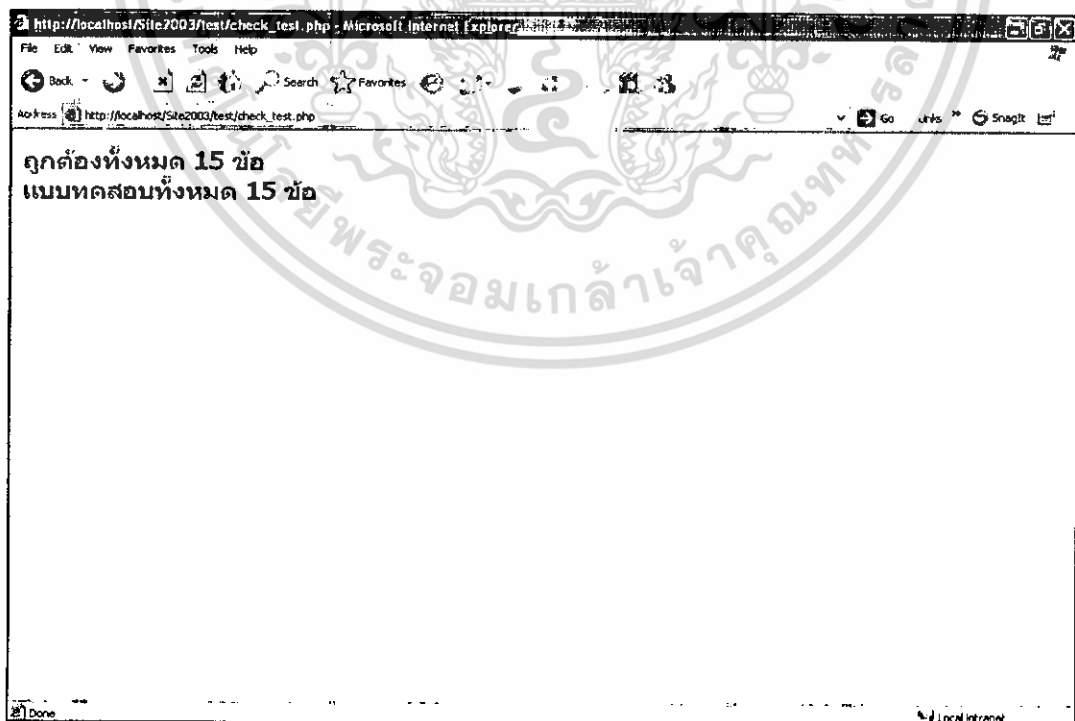 http://localhost/Site2003/test/check_test.php - Microsoft Internet Explorer
File Edit View Favorites Tools Help
Back Search Favorites
Address http://localhost/Site2003/test/check_test.php Go Links » SnagIt
ถูกต้องทั้งหมด 15 ข้อ
แบบทดสอบทั้งหมด 15 ข้อ
พระจอมเกล้าเจ้าคุณทหาร
Done Local intranet